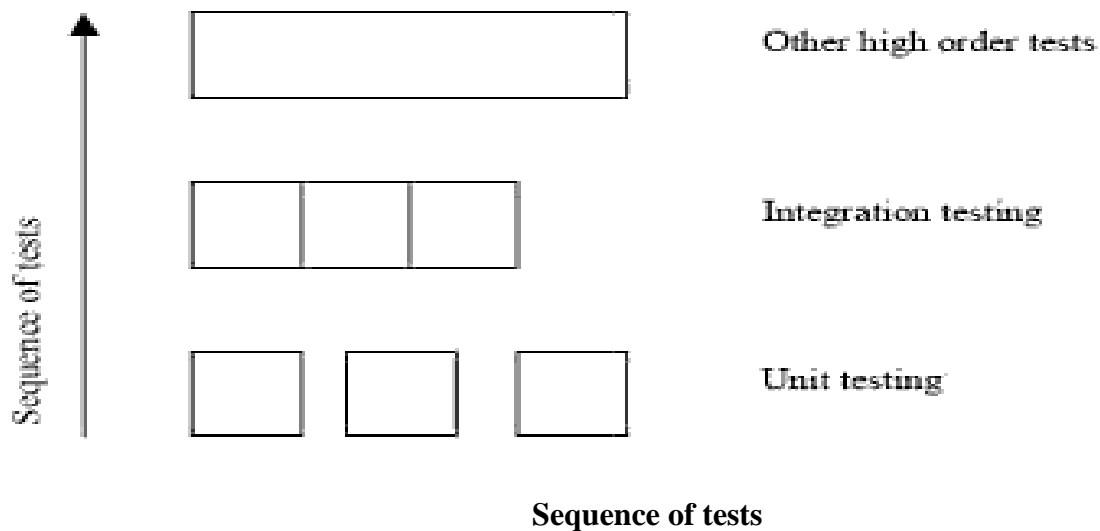 Other high order tests
Integration testing
Sequence of tests
Unit testing
Sequence of tests